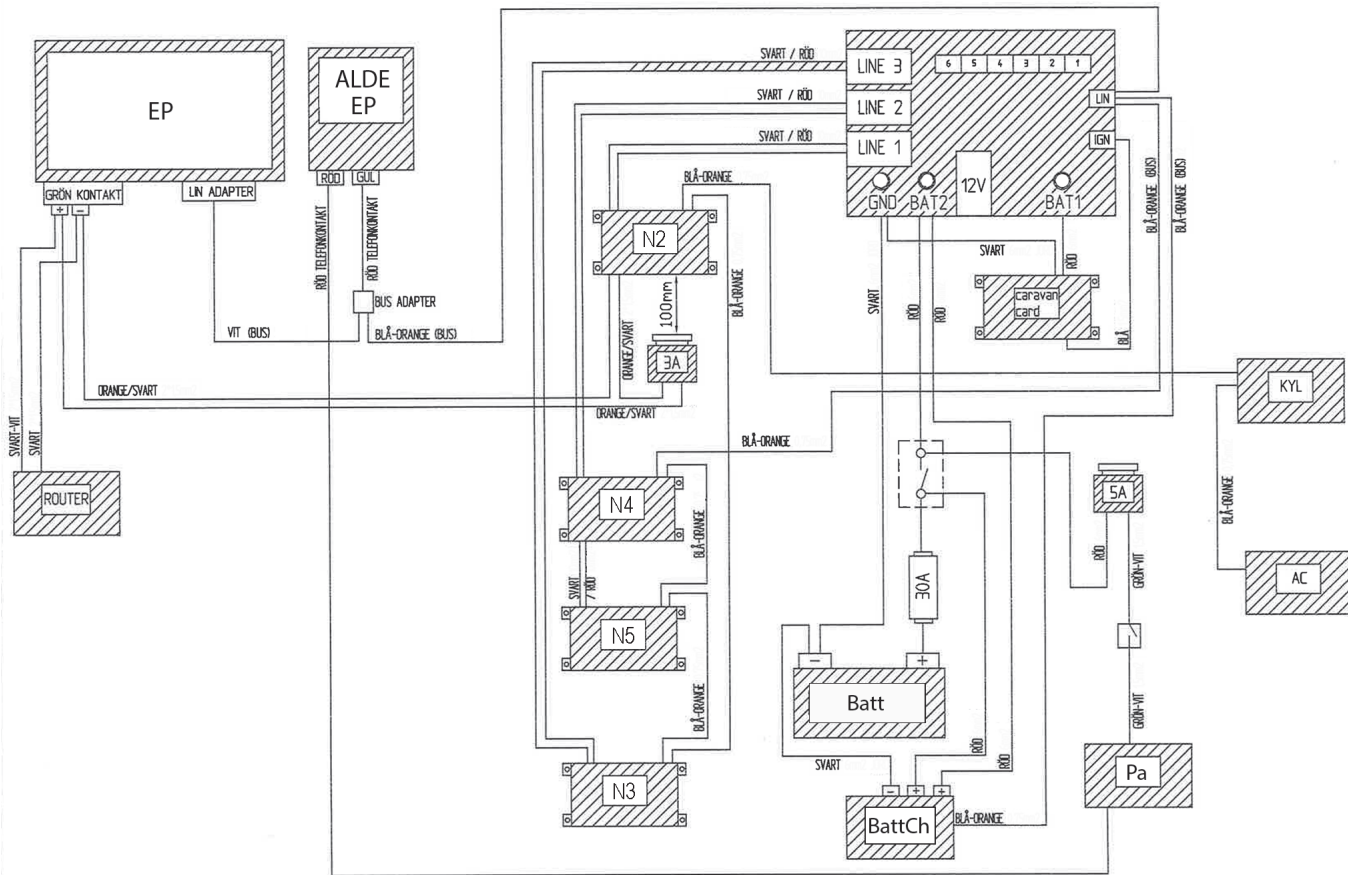 EP
ALDE
EP
GRÖN KONTAKT
LIN ADAPTER
+
-
RÖD
GUL
SVART / RÖD
SVART / RÖD
SVART / RÖD
LINE 3
LINE 2
LINE 1
6 5 4 3 2 1
LIN
IGN
GND
BAT2
12V
BAT1
BLÅ-ORANGE
N2
RÖD TELEFONKONTAKT
RÖD TELEFONKONTAKT
BUS ADAPTER
VIT (BUS)
BLÅ-ORANGE (BUS)
BLÅ-ORANGE (BUS)
BLÅ-ORANGE (BUS)
SVART
RÖD
caravan
card
BLÅ
SVART
RÖD
RÖD
100mm
BLÅ-ORANGE
ORANGE/SVART
3A
ORANGE/SVART
ORANGE/SVART
SVART-VIT
SVART
ROUTER
KYL
BLÅ-ORANGE
AC
BLÅ-ORANGE
N4
BLÅ-ORANGE
SVART
/ RÖD
N5
BLÅ-ORANGE
N3
5A
RÖD
GRÖN-VIT
GRÖN-VIT
30A
-
+
Batt
SVART
RÖD
RÖD
-
+
+
BattCh
BLÅ-ORANGE
Pa